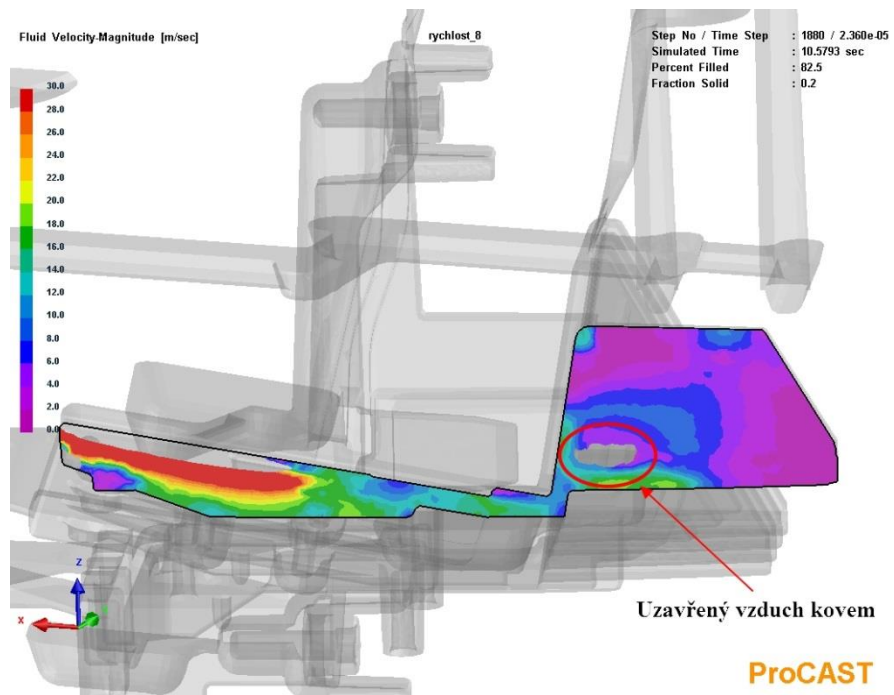 Fluid Velocity-Magnitude [m/sec]
rychlost_8
Step No / Time Step : 1880 / 2.360e-05
Simulated Time : 10.5793 sec
Percent Filled : 82.5
Fraction Solid : 0.2
30.0
28.0
26.0
24.0
22.0
20.0
18.0
16.0
14.0
12.0
10.0
8.0
6.0
4.0
2.0
0.0
Z
X
Uzavřený vzduch kovem
ProCAST